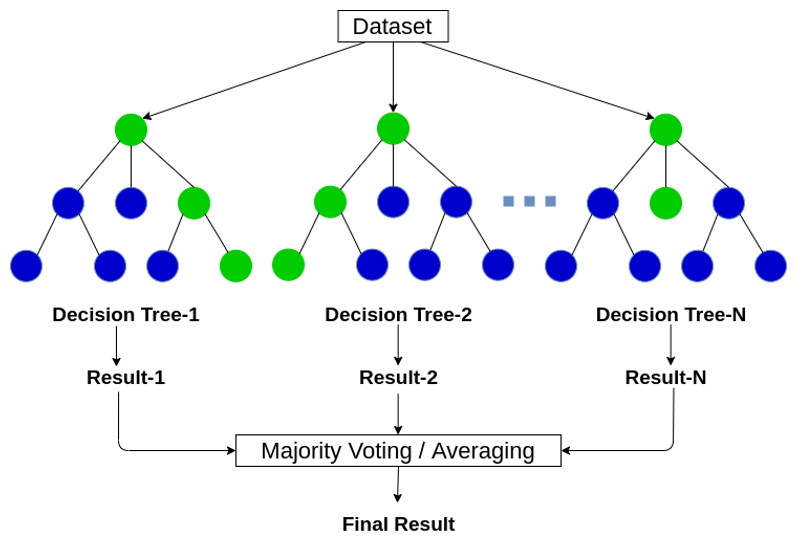 Dataset
Decision Tree-1
Decision Tree-2
Decision Tree-N
Result-1
Result-2
Result-N
Majority Voting / Averaging
Final Result